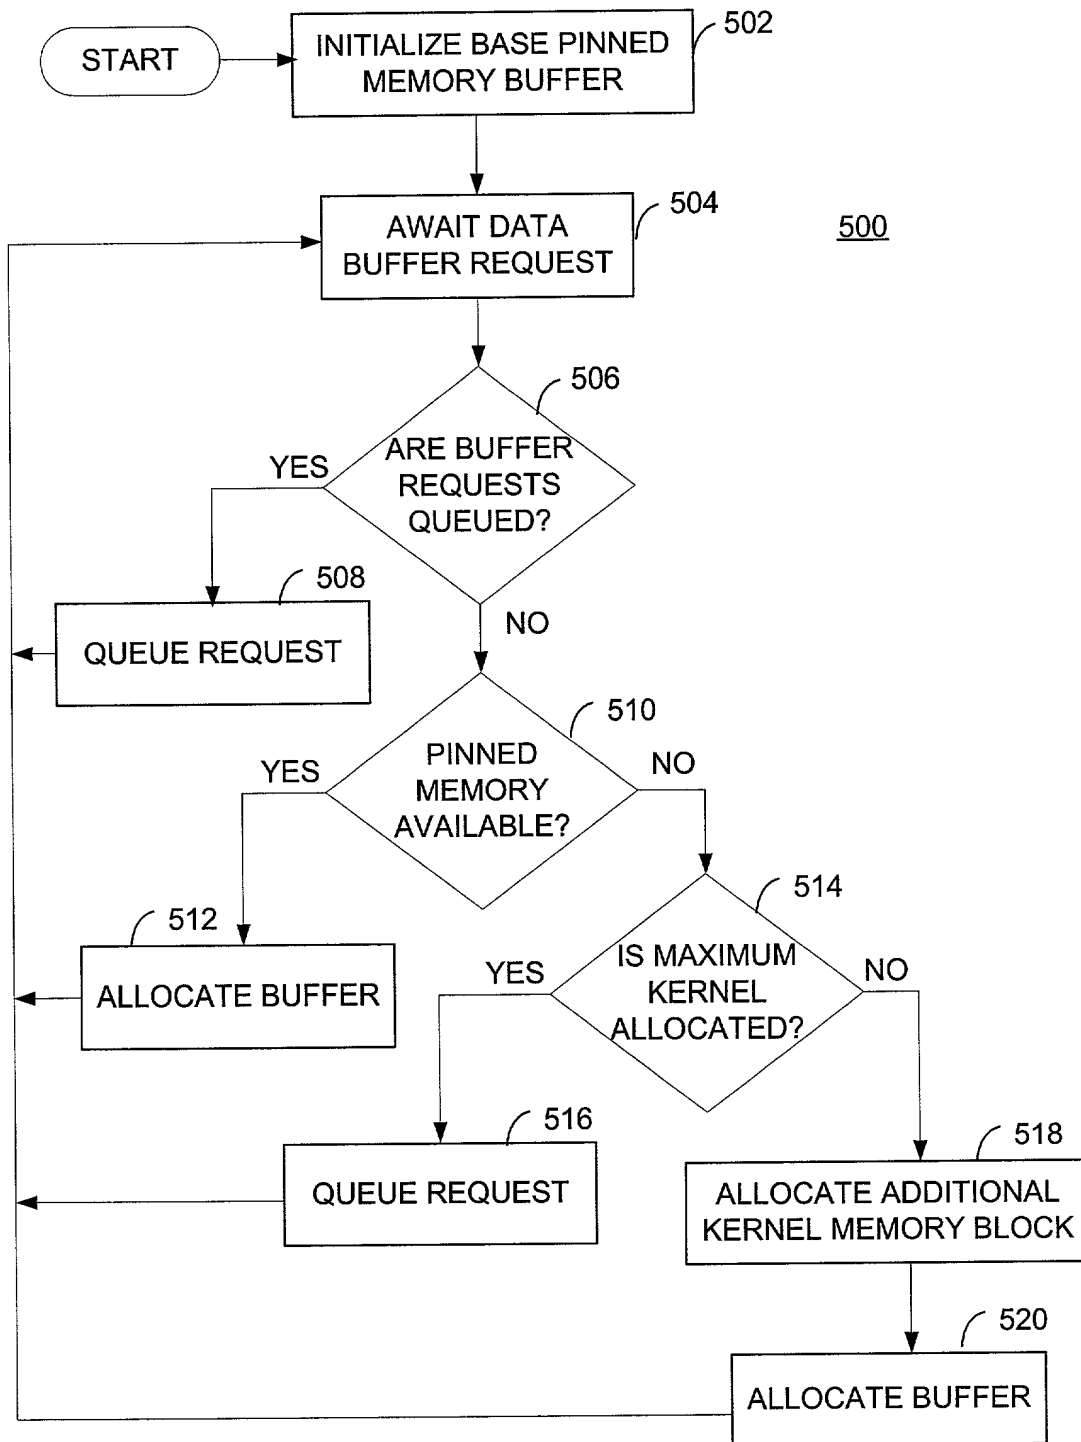 START
INITIALIZE BASE PINNED
MEMORY BUFFER
502
AWAIT DATA
BUFFER REQUEST
504
500
506
ARE BUFFER
REQUESTS
QUEUED?
YES
NO
508
QUEUE REQUEST
510
PINNED
MEMORY
AVAILABLE?
YES
NO
512
ALLOCATE BUFFER
514
IS MAXIMUM
KERNEL
ALLOCATED?
YES
NO
516
QUEUE REQUEST
518
ALLOCATE ADDITIONAL
KERNEL MEMORY BLOCK
520
ALLOCATE BUFFER